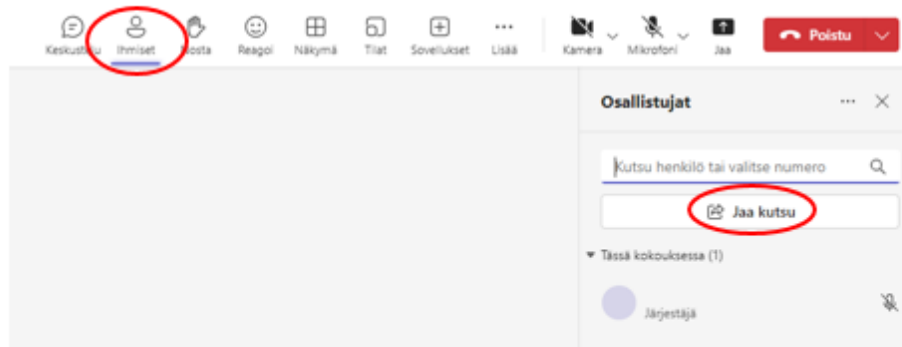 Keskustelu Ihmiset Nosta Reagoi Näkymä Tilat Sovellukset Lisää Kamera Mikrofoni Jaa Poistu
Osallistujat
Kutsu henkilö tai valitse numero
Jaa kutsu
Tässä kokouksessa (1)
Järjestäjä